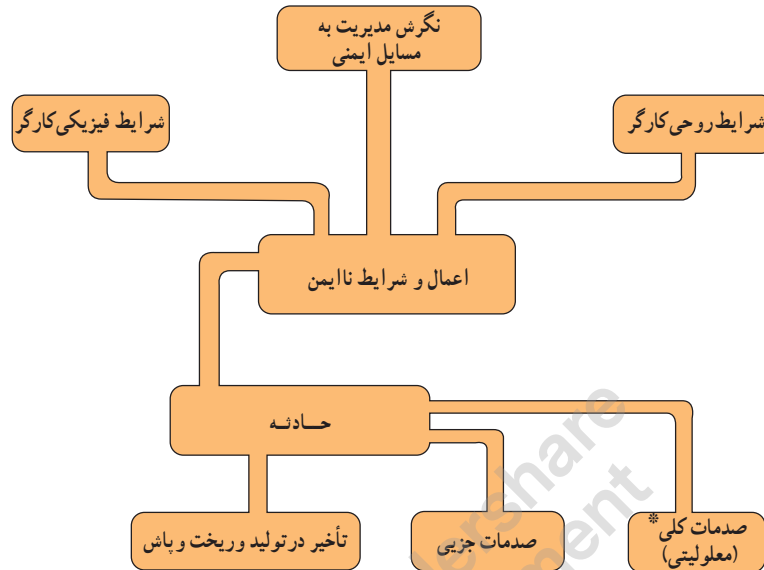 نگرش مدیریت به
مسایل ایمنی
شرایط روحی کارگر
شرایط فیزیکی کارگر
اعمال و شرایط ناایمن
حادثه
صدمات کلی*
(معلولیتی)
صدمات جزیی
تأخیر در تولید و ریخت و پاش